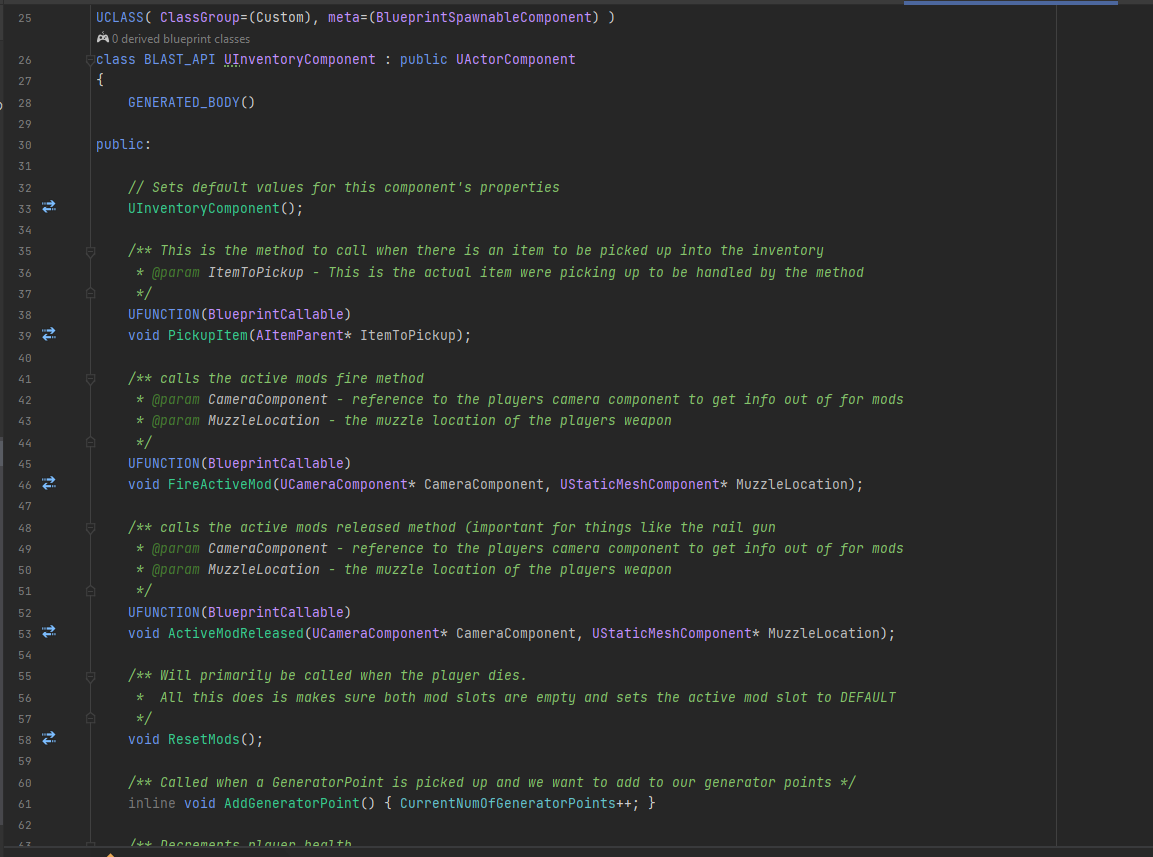 25 UCLASS( ClassGroup=(Custom), meta=(BlueprintSpawnableComponent) )
0 derived blueprint classes
26 class BLAST_API UInventoryComponent : public UActorComponent
27 {
28 GENERATED_BODY()
29
30 public:
31
32 // Sets default values for this component's properties
33 UInventoryComponent();
34
35 /** This is the method to call when there is an item to be picked up into the inventory
36 * @param ItemToPickup - This is the actual item were picking up to be handled by the method
37 */
38 UFUNCTION(BlueprintCallable)
39 void PickupItem(AItemParent* ItemToPickup);
40
41 /** calls the active mods fire method
42 * @param CameraComponent - reference to the players camera component to get info out of for mods
43 * @param MuzzleLocation - the muzzle location of the players weapon
44 */
45 UFUNCTION(BlueprintCallable)
46 void FireActiveMod(UCameraComponent* CameraComponent, UStaticMeshComponent* MuzzleLocation);
47
48 /** calls the active mods released method (important for things like the rail gun
49 * @param CameraComponent - reference to the players camera component to get info out of for mods
50 * @param MuzzleLocation - the muzzle location of the players weapon
51 */
52 UFUNCTION(BlueprintCallable)
53 void ActiveModReleased(UCameraComponent* CameraComponent, UStaticMeshComponent* MuzzleLocation);
54
55 /** Will primarily be called when the player dies.
56 * All this does is makes sure both mod slots are empty and sets the active mod slot to DEFAULT
57 */
58 void ResetMods();
59
60 /** Called when a GeneratorPoint is picked up and we want to add to our generator points */
61 inline void AddGeneratorPoint() { CurrentNumOfGeneratorPoints++; }
62
63 /** Decrements player health